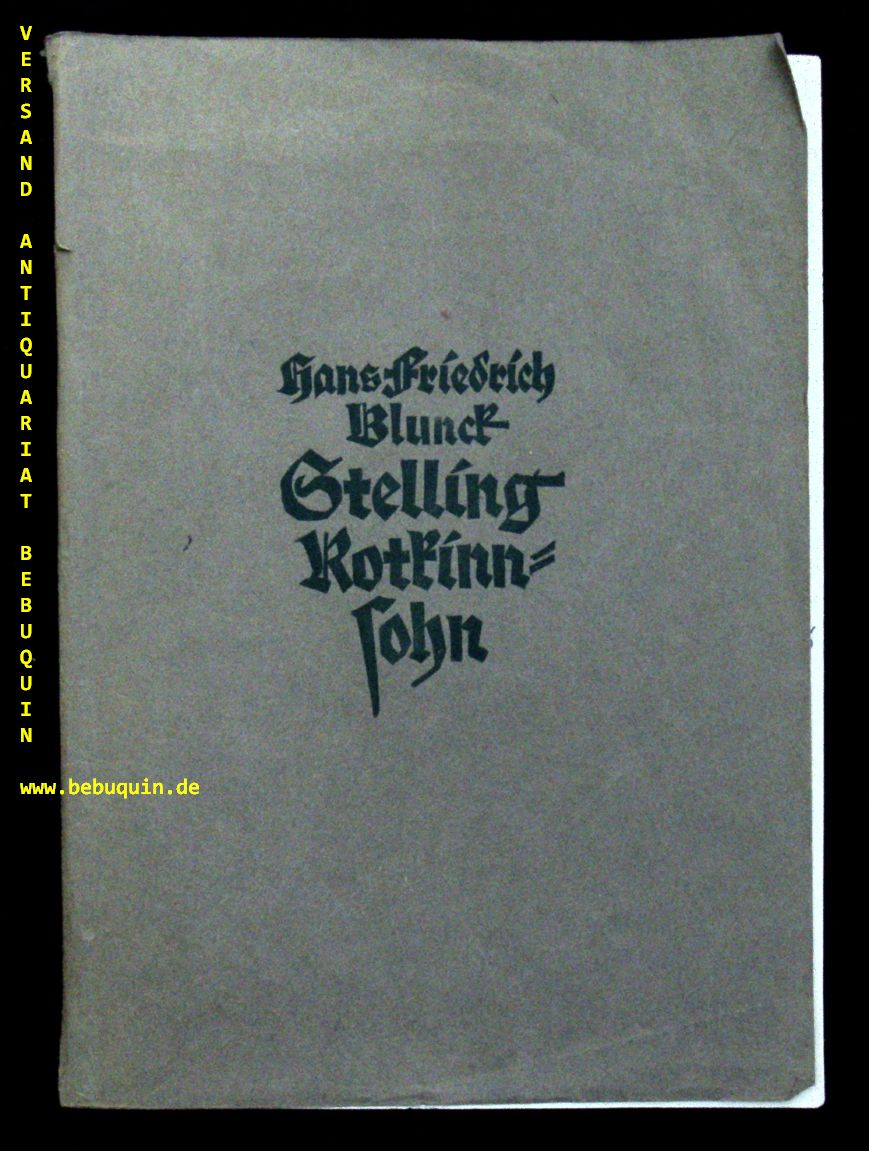 VERSAND ANTIQUARIAT BEBUQUIN
www.bebuquin.de
Hans Friedrich
Blunck
Stelling
Rotkinn=
ſohn